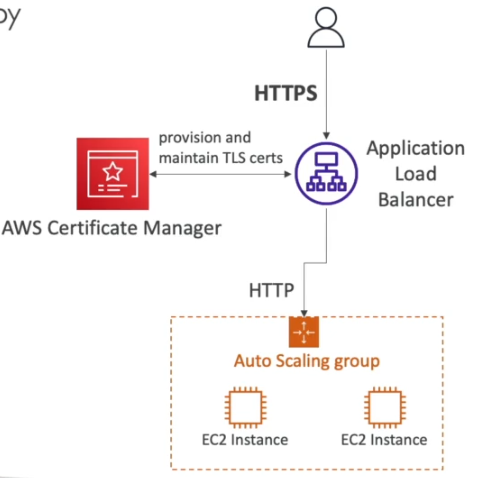 HTTPS
provision and
maintain TLS certs
Application
Load
Balancer
AWS Certificate Manager
HTTP
Auto Scaling group
EC2 Instance
EC2 Instance